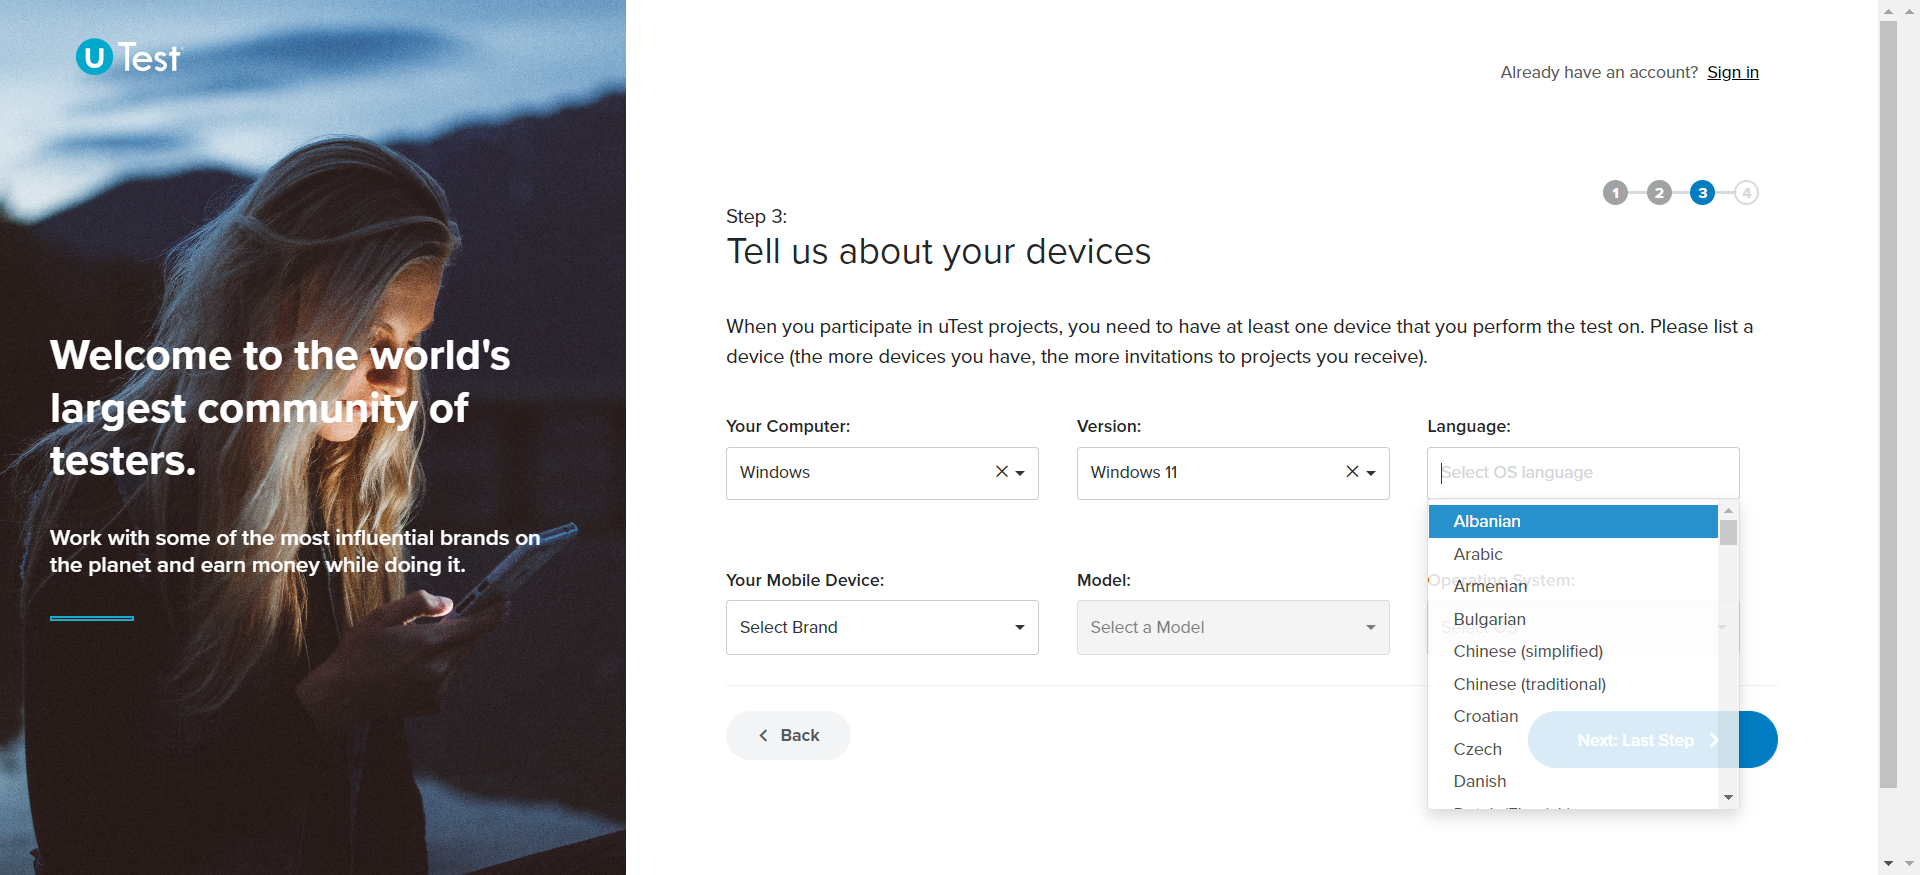 U Test
Already have an account? Sign in
1 2 3 4
Step 3:
Tell us about your devices
Welcome to the world's
largest community of
testers.
Work with some of the most influential brands on
the planet and earn money while doing it.
When you participate in uTest projects, you need to have at least one device that you perform the test on. Please list a
device (the more devices you have, the more invitations to projects you receive).
Your Computer:
Windows
Version:
Windows 11
Language:
Select OS language
Albanian
Arabic
Armenian
Bulgarian
Chinese (simplified)
Chinese (traditional)
Croatian
Czech
Danish
Your Mobile Device:
Select Brand
Model:
Select a Model
Operating System:
Select OS
Back
Next: Last Step